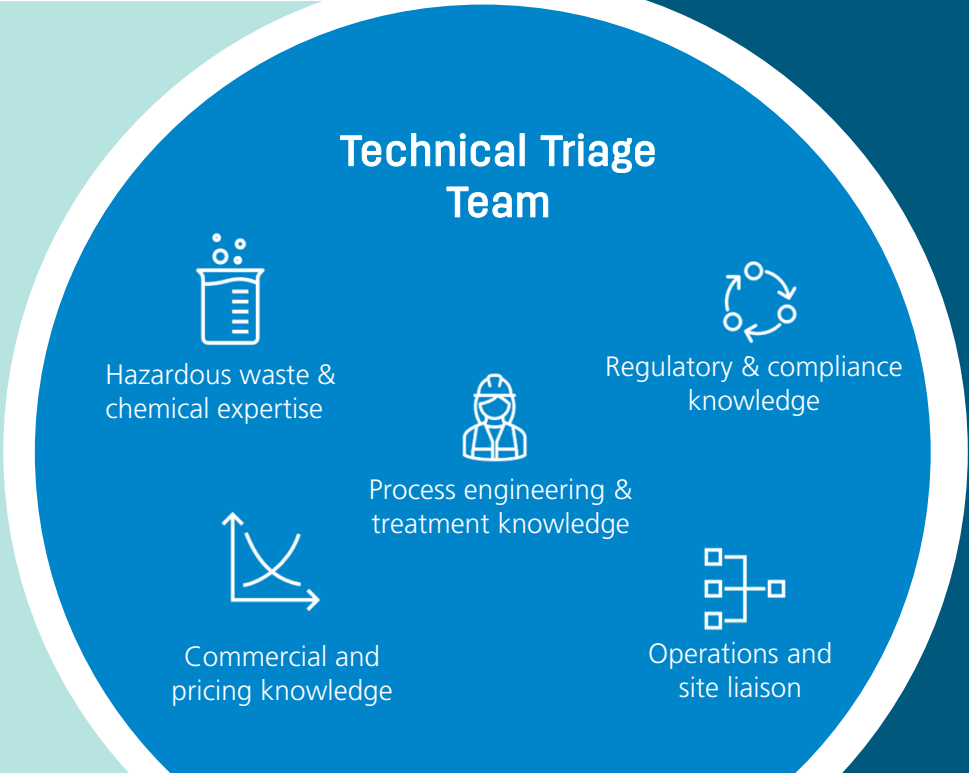 Technical Triage
Team
Hazardous waste &
chemical expertise
Regulatory & compliance
knowledge
Process engineering &
treatment knowledge
Commercial and
pricing knowledge
Operations and
site liaison